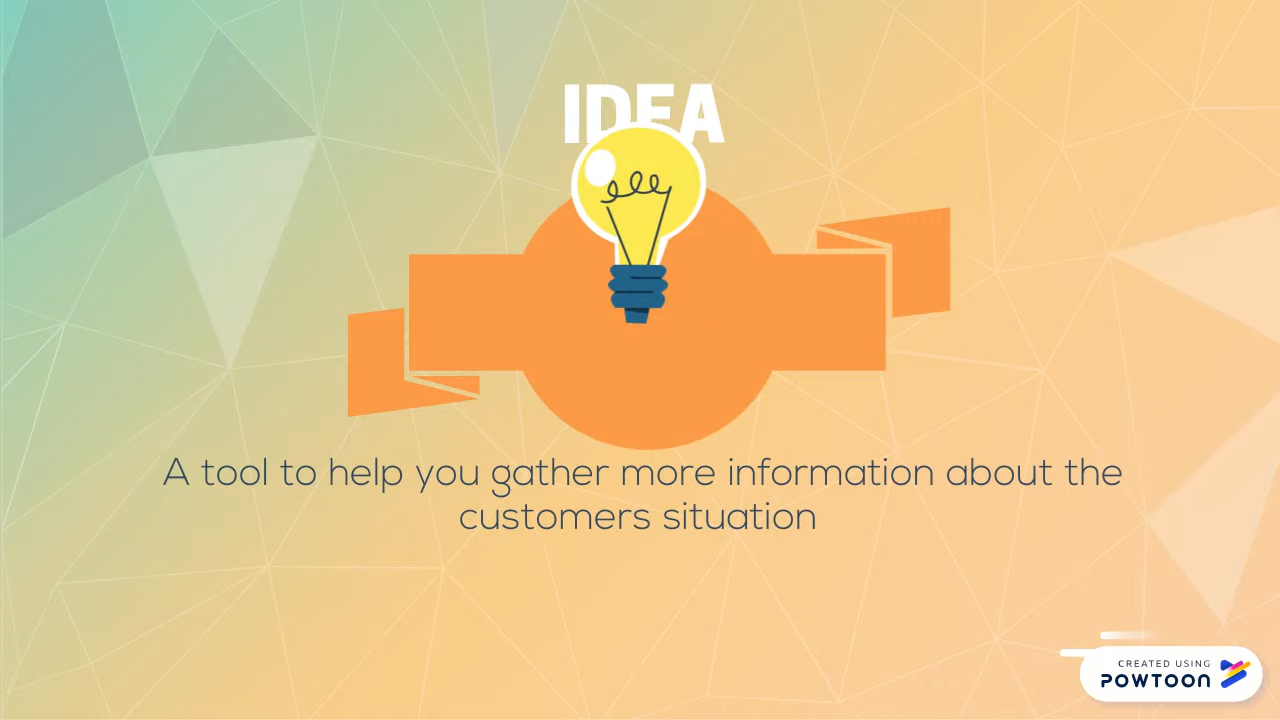 IDEA
A tool to help you gather more information about the
customers situation
CREATED USING
POWTOON